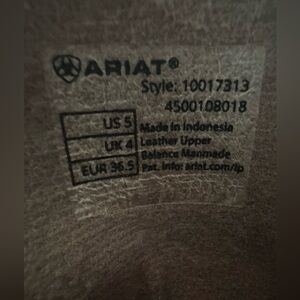 ARIAT®
Style: 10017313
4500108018
US 5
UK 4
EUR 36.5
Made in Indonesia
Leather Upper
Balance Manmade
Pat. Info: ariat.com/ip